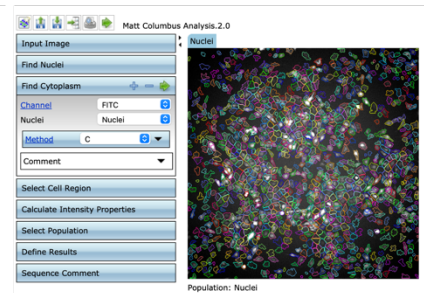 Matt Columbus Analysis.2.0
Input Image
Find Nuclei
Find Cytoplasm
Channel FITC
Nuclei Nuclei
Method C
Comment
Select Cell Region
Calculate Intensity Properties
Select Population
Define Results
Sequence Comment
Nuclei
Population: Nuclei